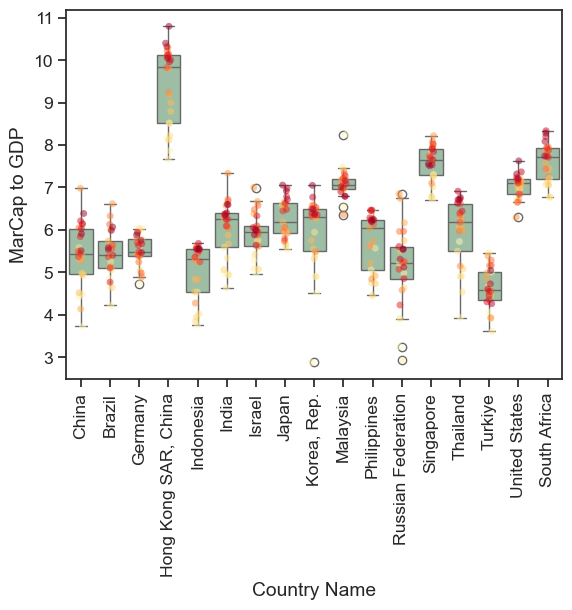 MarCap to GDP
11
10
9
8
7
6
5
4
3
China
Brazil
Germany
Hong Kong SAR, China
Indonesia
India
Israel
Japan
Korea, Rep.
Malaysia
Philippines
Russian Federation
Singapore
Thailand
Turkiye
United States
South Africa
Country Name